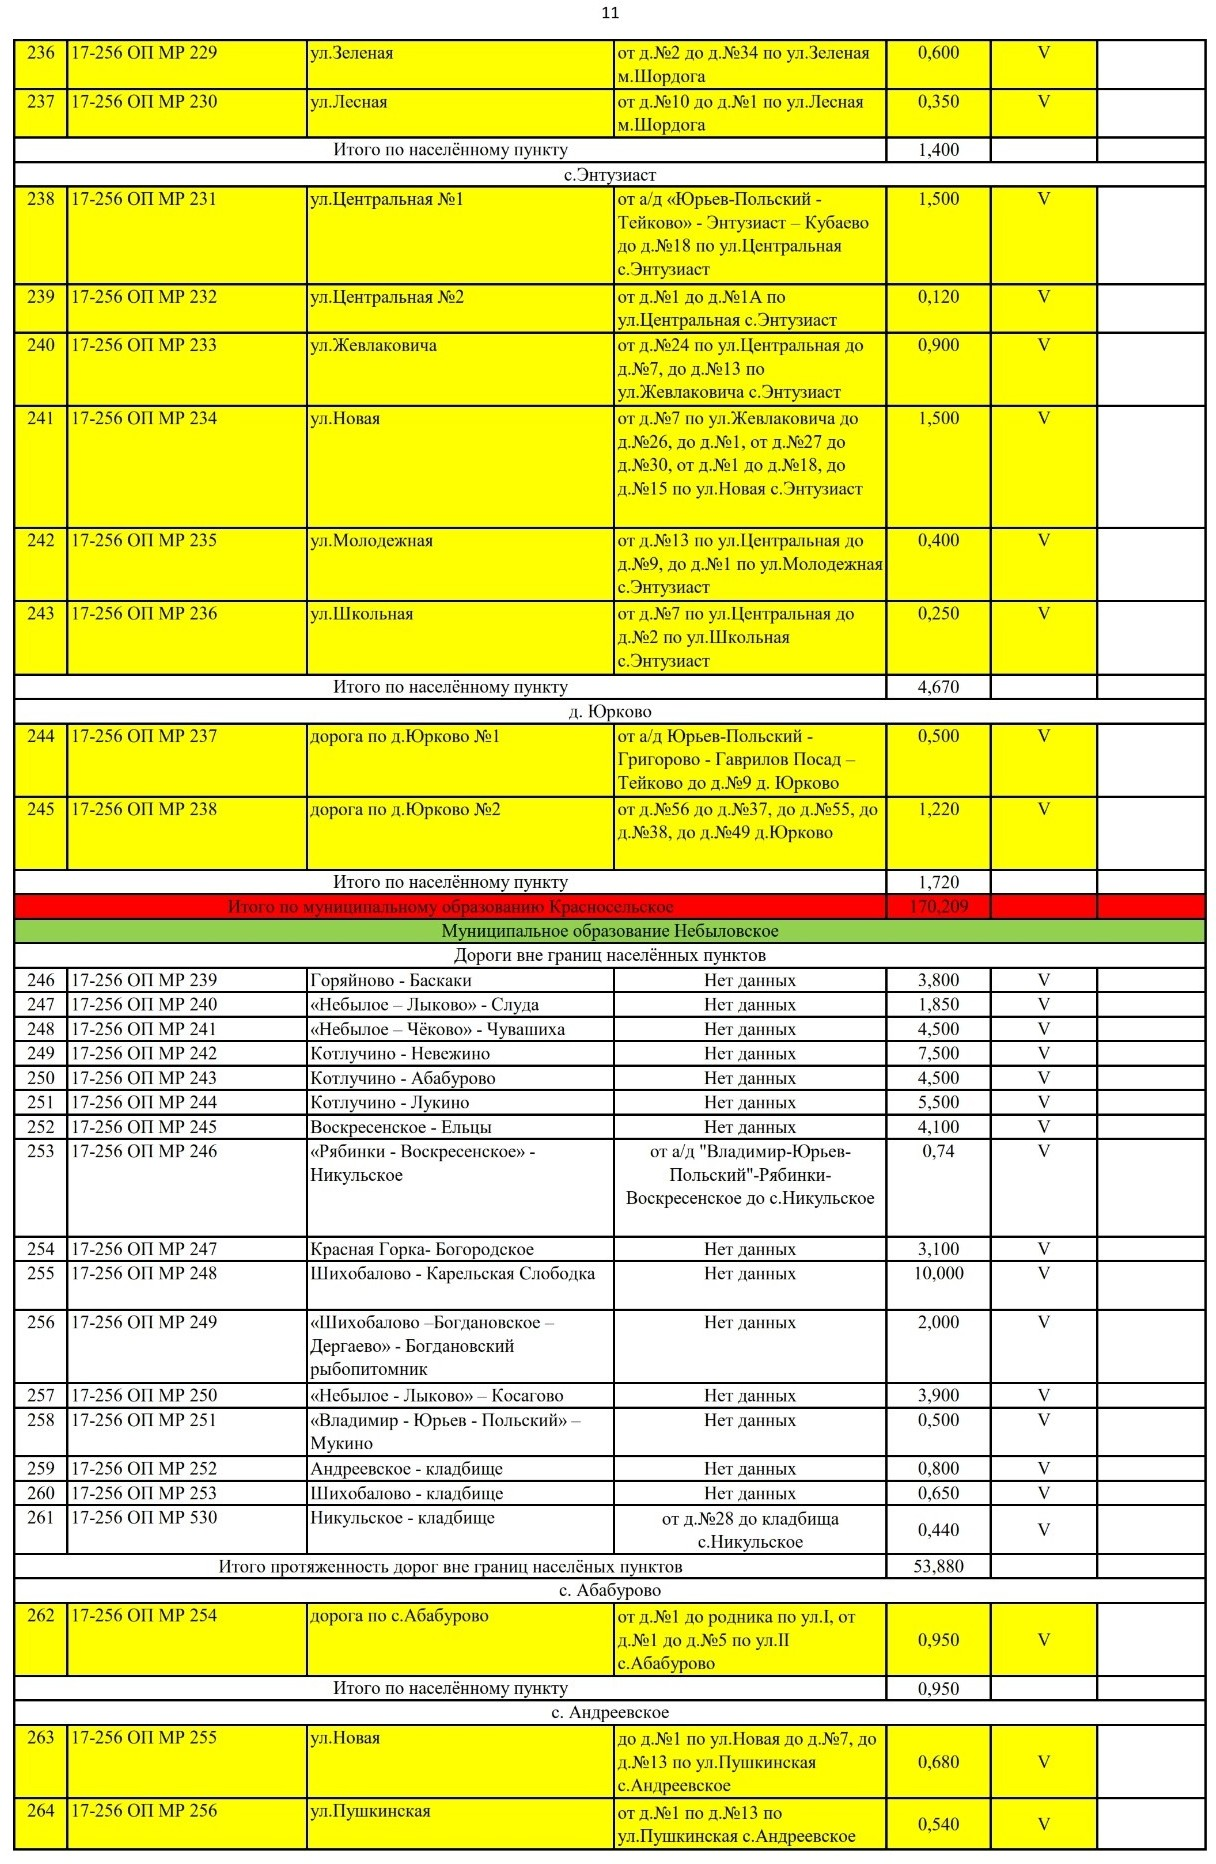 11
236 17-256 ОП МР 229 ул.Зеленая от д.№2 до д.№34 по ул.Зеленая 0,600 V
м.Шордога
237 17-256 ОП МР 230 ул.Лесная от д.№10 до д.№1 по ул.Лесная 0,350 V
м.Шордога
Итого по населённому пункту 1,400
с.Энтузиаст
238 17-256 ОП МР 231 ул.Центральная №1 от а/д «Юрьев-Польский - 1,500 V
Тейково» - Энтузиаст – Кубаево
до д.№18 по ул.Центральная
с.Энтузиаст
239 17-256 ОП МР 232 ул.Центральная №2 от д.№1 до д.№1А по 0,120 V
ул.Центральная с.Энтузиаст
240 17-256 ОП МР 233 ул.Жевлаковича от д.№24 по ул.Центральная до 0,900 V
д.№7, до д.№13 по
ул.Жевлаковича с.Энтузиаст
241 17-256 ОП МР 234 ул.Новая от д.№7 по ул.Жевлаковича до 1,500 V
д.№26, до д.№1, от д.№27 до
д.№30, от д.№1 до д.№18, до
д.№15 по ул.Новая с.Энтузиаст
242 17-256 ОП МР 235 ул.Молодежная от д.№13 по ул.Центральная до 0,400 V
д.№9, до д.№1 по ул.Молодежная
с.Энтузиаст
243 17-256 ОП МР 236 ул.Школьная от д.№7 по ул.Центральная до 0,250 V
д.№2 по ул.Школьная
с.Энтузиаст
Итого по населённому пункту 4,670
д. Юрково
244 17-256 ОП МР 237 дорога по д.Юрково №1 от а/д Юрьев-Польский - 0,500 V
Григорово - Гаврилов Посад –
Тейково до д.№9 д. Юрково
245 17-256 ОП МР 238 дорога по д.Юрково №2 от д.№56 до д.№37, до д.№55, до 1,220 V
д.№38, до д.№49 д.Юрково
Итого по населённому пункту 1,720
Итого по муниципальному образованию Красносельское 170,209
Муниципальное образование Небыловское
Дороги вне границ населённых пунктов
246 17-256 ОП МР 239 Горяйново - Баскаки Нет данных 3,800 V
247 17-256 ОП МР 240 «Небылое – Лыково» - Слуда Нет данных 1,850 V
248 17-256 ОП МР 241 «Небылое – Чёково» - Чувашиха Нет данных 4,500 V
249 17-256 ОП МР 242 Котлучино - Невежино Нет данных 7,500 V
250 17-256 ОП МР 243 Котлучино - Абабурово Нет данных 4,500 V
251 17-256 ОП МР 244 Котлучино - Лукино Нет данных 5,500 V
252 17-256 ОП МР 245 Воскресенское - Ельцы Нет данных 4,100 V
253 17-256 ОП МР 246 «Рябинки - Воскресенское» - от а/д "Владимир-Юрьев- 0,74 V
Никульское Польский"-Рябинки-
Воскресенское до с.Никульское
254 17-256 ОП МР 247 Красная Горка- Богородское Нет данных 3,100 V
255 17-256 ОП МР 248 Шихобалово - Карельская Слободка Нет данных 10,000 V
256 17-256 ОП МР 249 «Шихобалово –Богдановское – Нет данных 2,000 V
Дергаево» - Богдановский
рыбопитомник
257 17-256 ОП МР 250 «Небылое - Лыково» – Косагово Нет данных 3,900 V
258 17-256 ОП МР 251 «Владимир - Юрьев - Польский» – Нет данных 0,500 V
Мукино
259 17-256 ОП МР 252 Андреевское - кладбище Нет данных 0,800 V
260 17-256 ОП МР 253 Шихобалово - кладбище Нет данных 0,650 V
261 17-256 ОП МР 530 Никульское - кладбище от д.№28 до кладбища 0,440 V
с.Никульское
Итого протяженность дорог вне границ населёных пунктов 53,880
с. Абабурово
262 17-256 ОП МР 254 дорога по с.Абабурово от д.№1 до родника по ул.I, от 0,950 V
д.№1 до д.№5 по ул.II
с.Абабурово
Итого по населённому пункту 0,950
с. Андреевское
263 17-256 ОП МР 255 ул.Новая до д.№1 по ул.Новая до д.№7, до 0,680 V
д.№13 по ул.Пушкинская
с.Андреевское
264 17-256 ОП МР 256 ул.Пушкинская от д.№1 по д.№13 по 0,540 V
ул.Пушкинская с.Андреевское